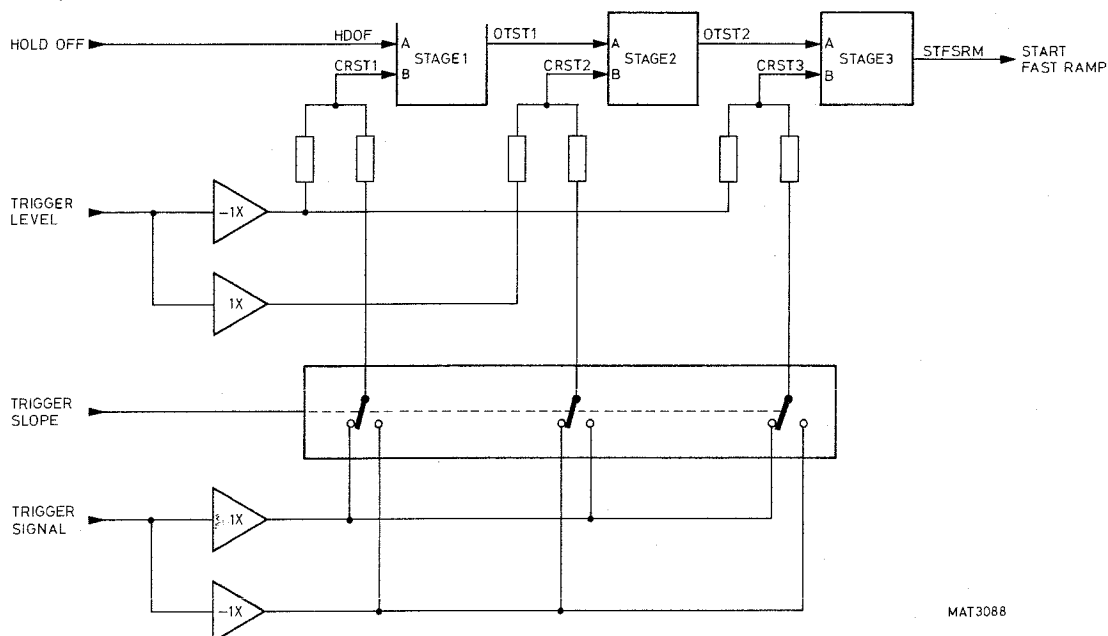 HOLD OFF
HDOF
A
STAGE1
CRST1
B
OTST1
A
STAGE2
CRST2
B
OTST2
A
STAGE3
CRST3
B
STFSRM
START
FAST RAMP
TRIGGER
LEVEL
-1X
1X
TRIGGER
SLOPE
TRIGGER
SIGNAL
1X
-1X
MAT3088